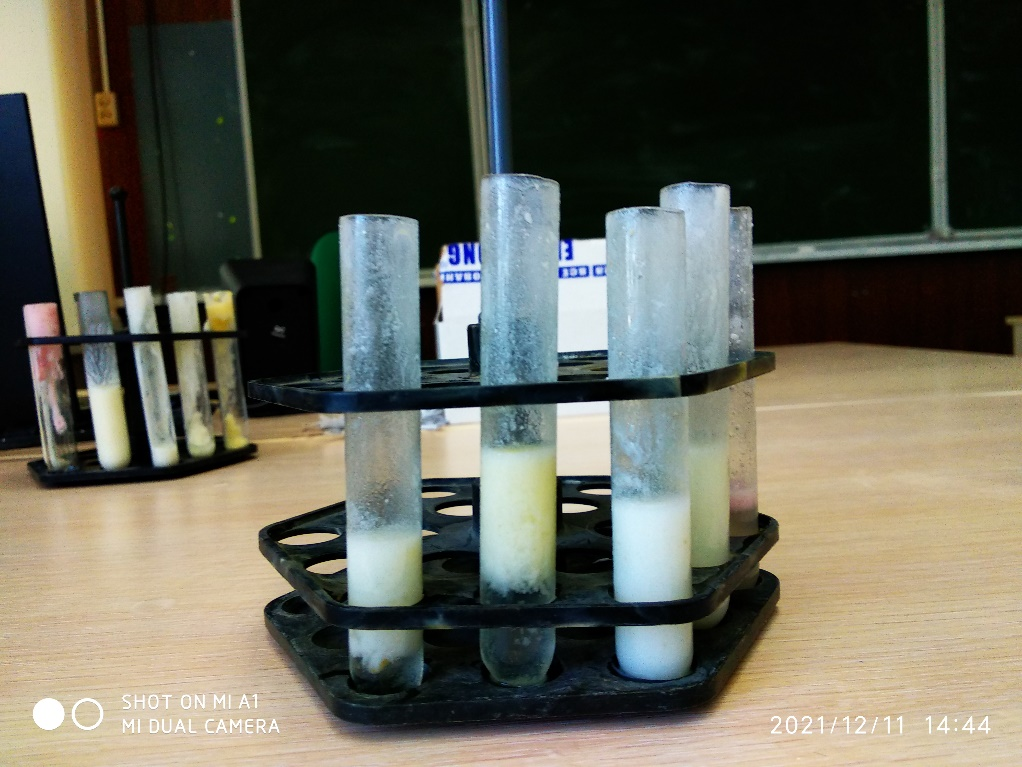 SHOT ON MI A1
MI DUAL CAMERA
2021/12/11 14:44